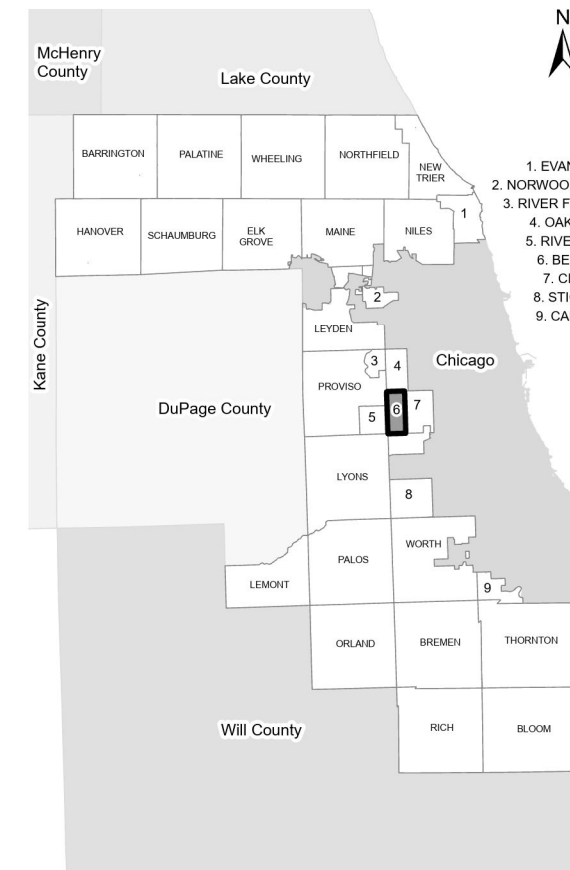 N
McHenry
County
Lake County
BARRINGTON
PALATINE
WHEELING
NORTHFIELD
NEW
TRIER
1. EVAN
2. NORWOO
3. RIVER F
4. OAK
5. RIVE
6. BE
7. CI
8. STI
9. CA
HANOVER
SCHAUMBURG
ELK
GROVE
MAINE
NILES
1
2
Kane County
LEYDEN
DuPage County
PROVISO
3
4
Chicago
5
6
7
LYONS
8
WORTH
PALOS
LEMONT
9
ORLAND
BREMEN
THORNTON
Will County
RICH
BLOOM